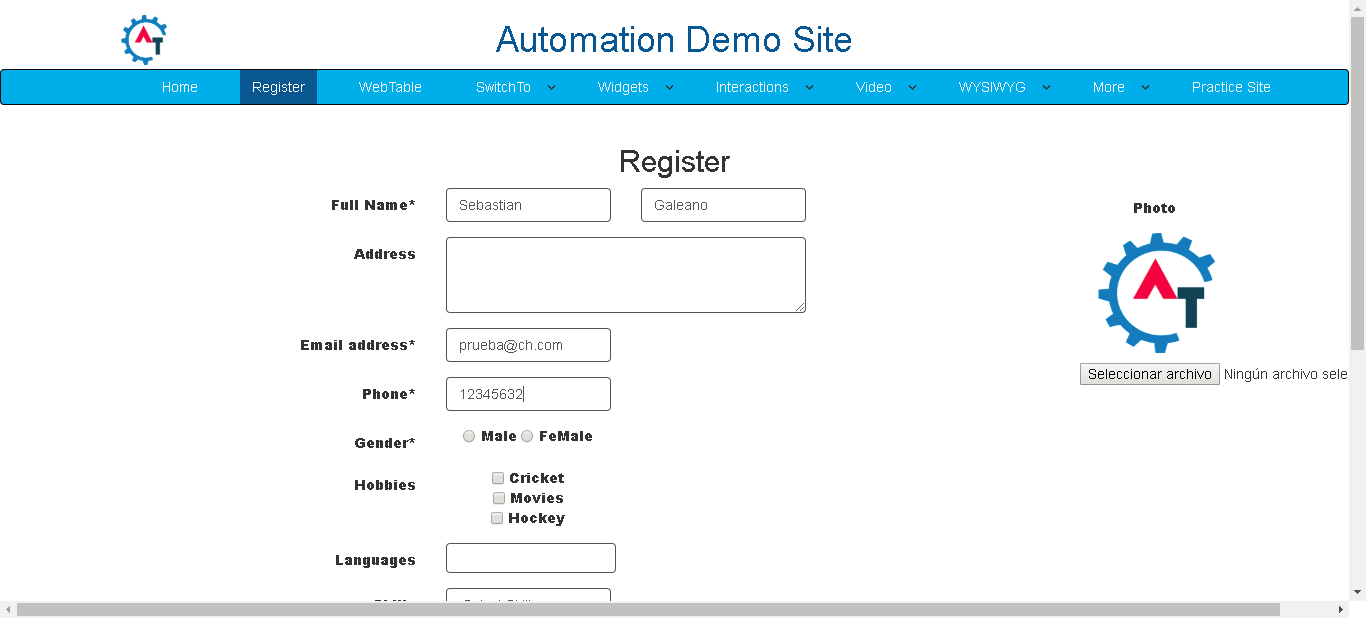 Automation Demo Site
Home Register WebTable SwitchTo Widgets Interactions Video WYSIWYG More Practice Site
Register
Full Name* Sebastian Galeano
Photo
Address
AT
Email address* prueba@ch.com
Seleccionar archivo Ningún archivo sele
Phone* 12345632
Gender* Male FeMale
Hobbies Cricket
Movies
Hockey
Languages